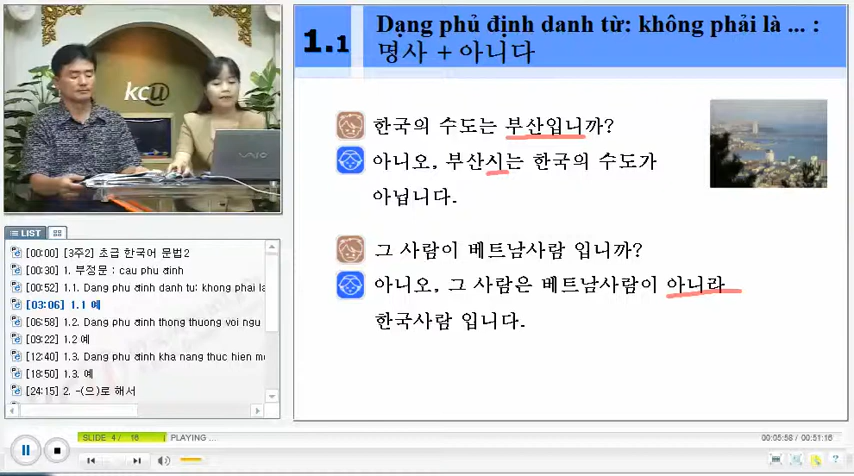 kcu
VAIO
1.1
Dạng phủ định danh từ: không phải là ... :
명사 + 아니다
한국의 수도는 부산입니까?
아니오, 부산시는 한국의 수도가
아닙니다.
그 사람이 베트남사람 입니까?
아니오, 그 사람은 베트남사람이 아니라
한국사람 입니다.
LIST
[00:00] [3주2] 초급 한국어 문법2
[00:30] 1. 부정문 : cau phu đinh
[00:52] 1.1. Dang phu đinh danh tu: khong phai la
[03:06] 1.1 예
[06:58] 1.2. Dang phu đinh thong thuong voi ngu
[09:22] 1.2 예
[12:40] 1.3. Dang phu đinh kha nang thuc hien mo
[18:50] 1.3. 예
[24:15] 2. -(으)로 해서
SLIDE 4 / 16 PLAYING ... 00:05:58 / 00:51:16